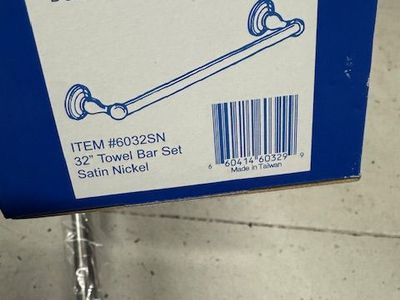 ITEM #6032SN
32" Towel Bar Set
Satin Nickel
6 60414 60329 9
Made in Taiwan